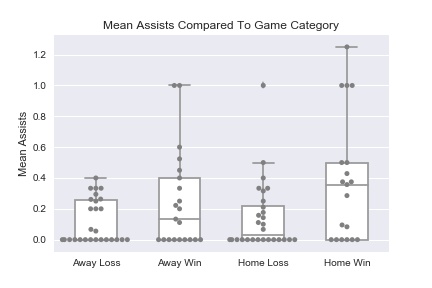 Mean Assists Compared To Game Category
Mean Assists
1.2
1.0
0.8
0.6
0.4
0.2
0.0
Away Loss
Away Win
Home Loss
Home Win